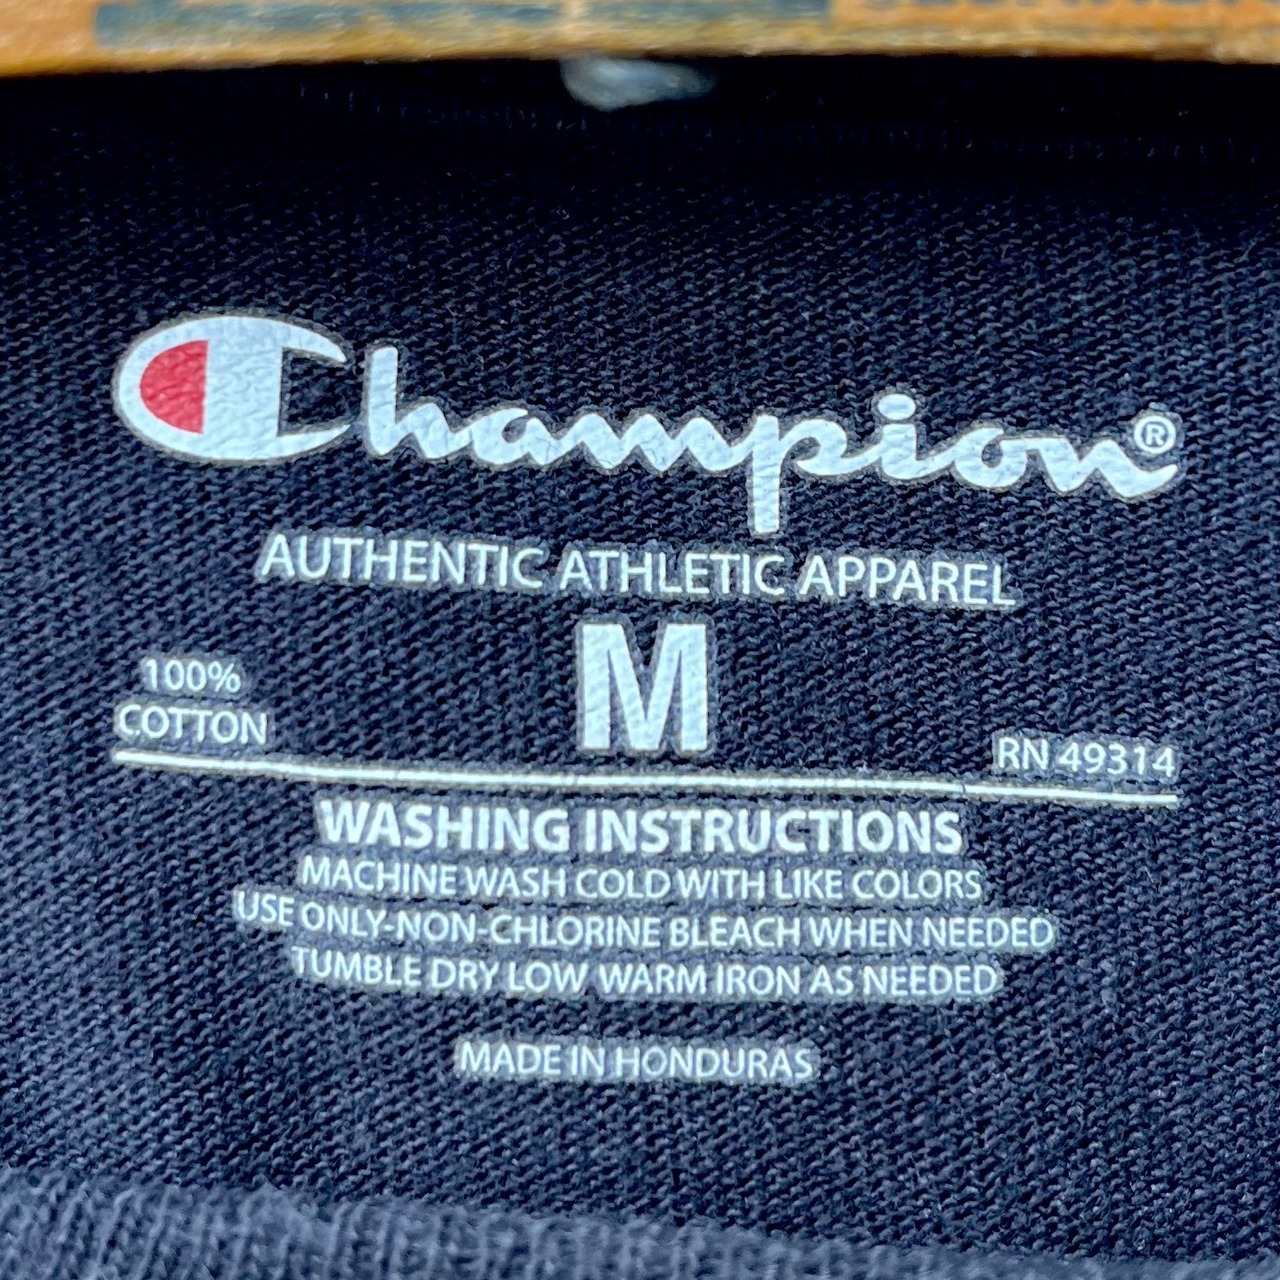 Champion®
AUTHENTIC ATHLETIC APPAREL
M
100%
COTTON
RN 49314
WASHING INSTRUCTIONS
MACHINE WASH COLD WITH LIKE COLORS
USE ONLY-NON-CHLORINE BLEACH WHEN NEEDED
TUMBLE DRY LOW WARM IRON AS NEEDED
MADE IN HONDURAS